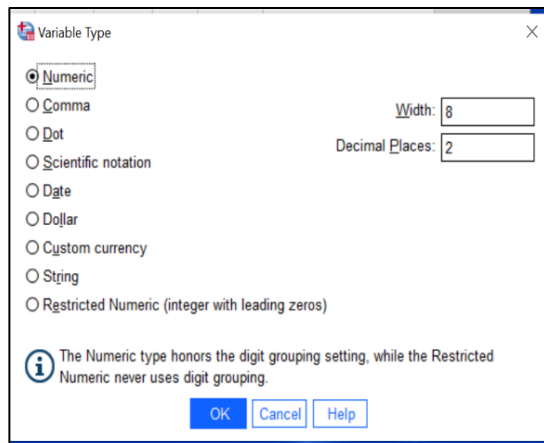 Variable Type
Numeric
Comma
Width: 8
Dot
Decimal Places: 2
Scientific notation
Date
Dollar
Custom currency
String
Restricted Numeric (integer with leading zeros)
The Numeric type honors the digit grouping setting, while the Restricted
Numeric never uses digit grouping.
OK Cancel Help